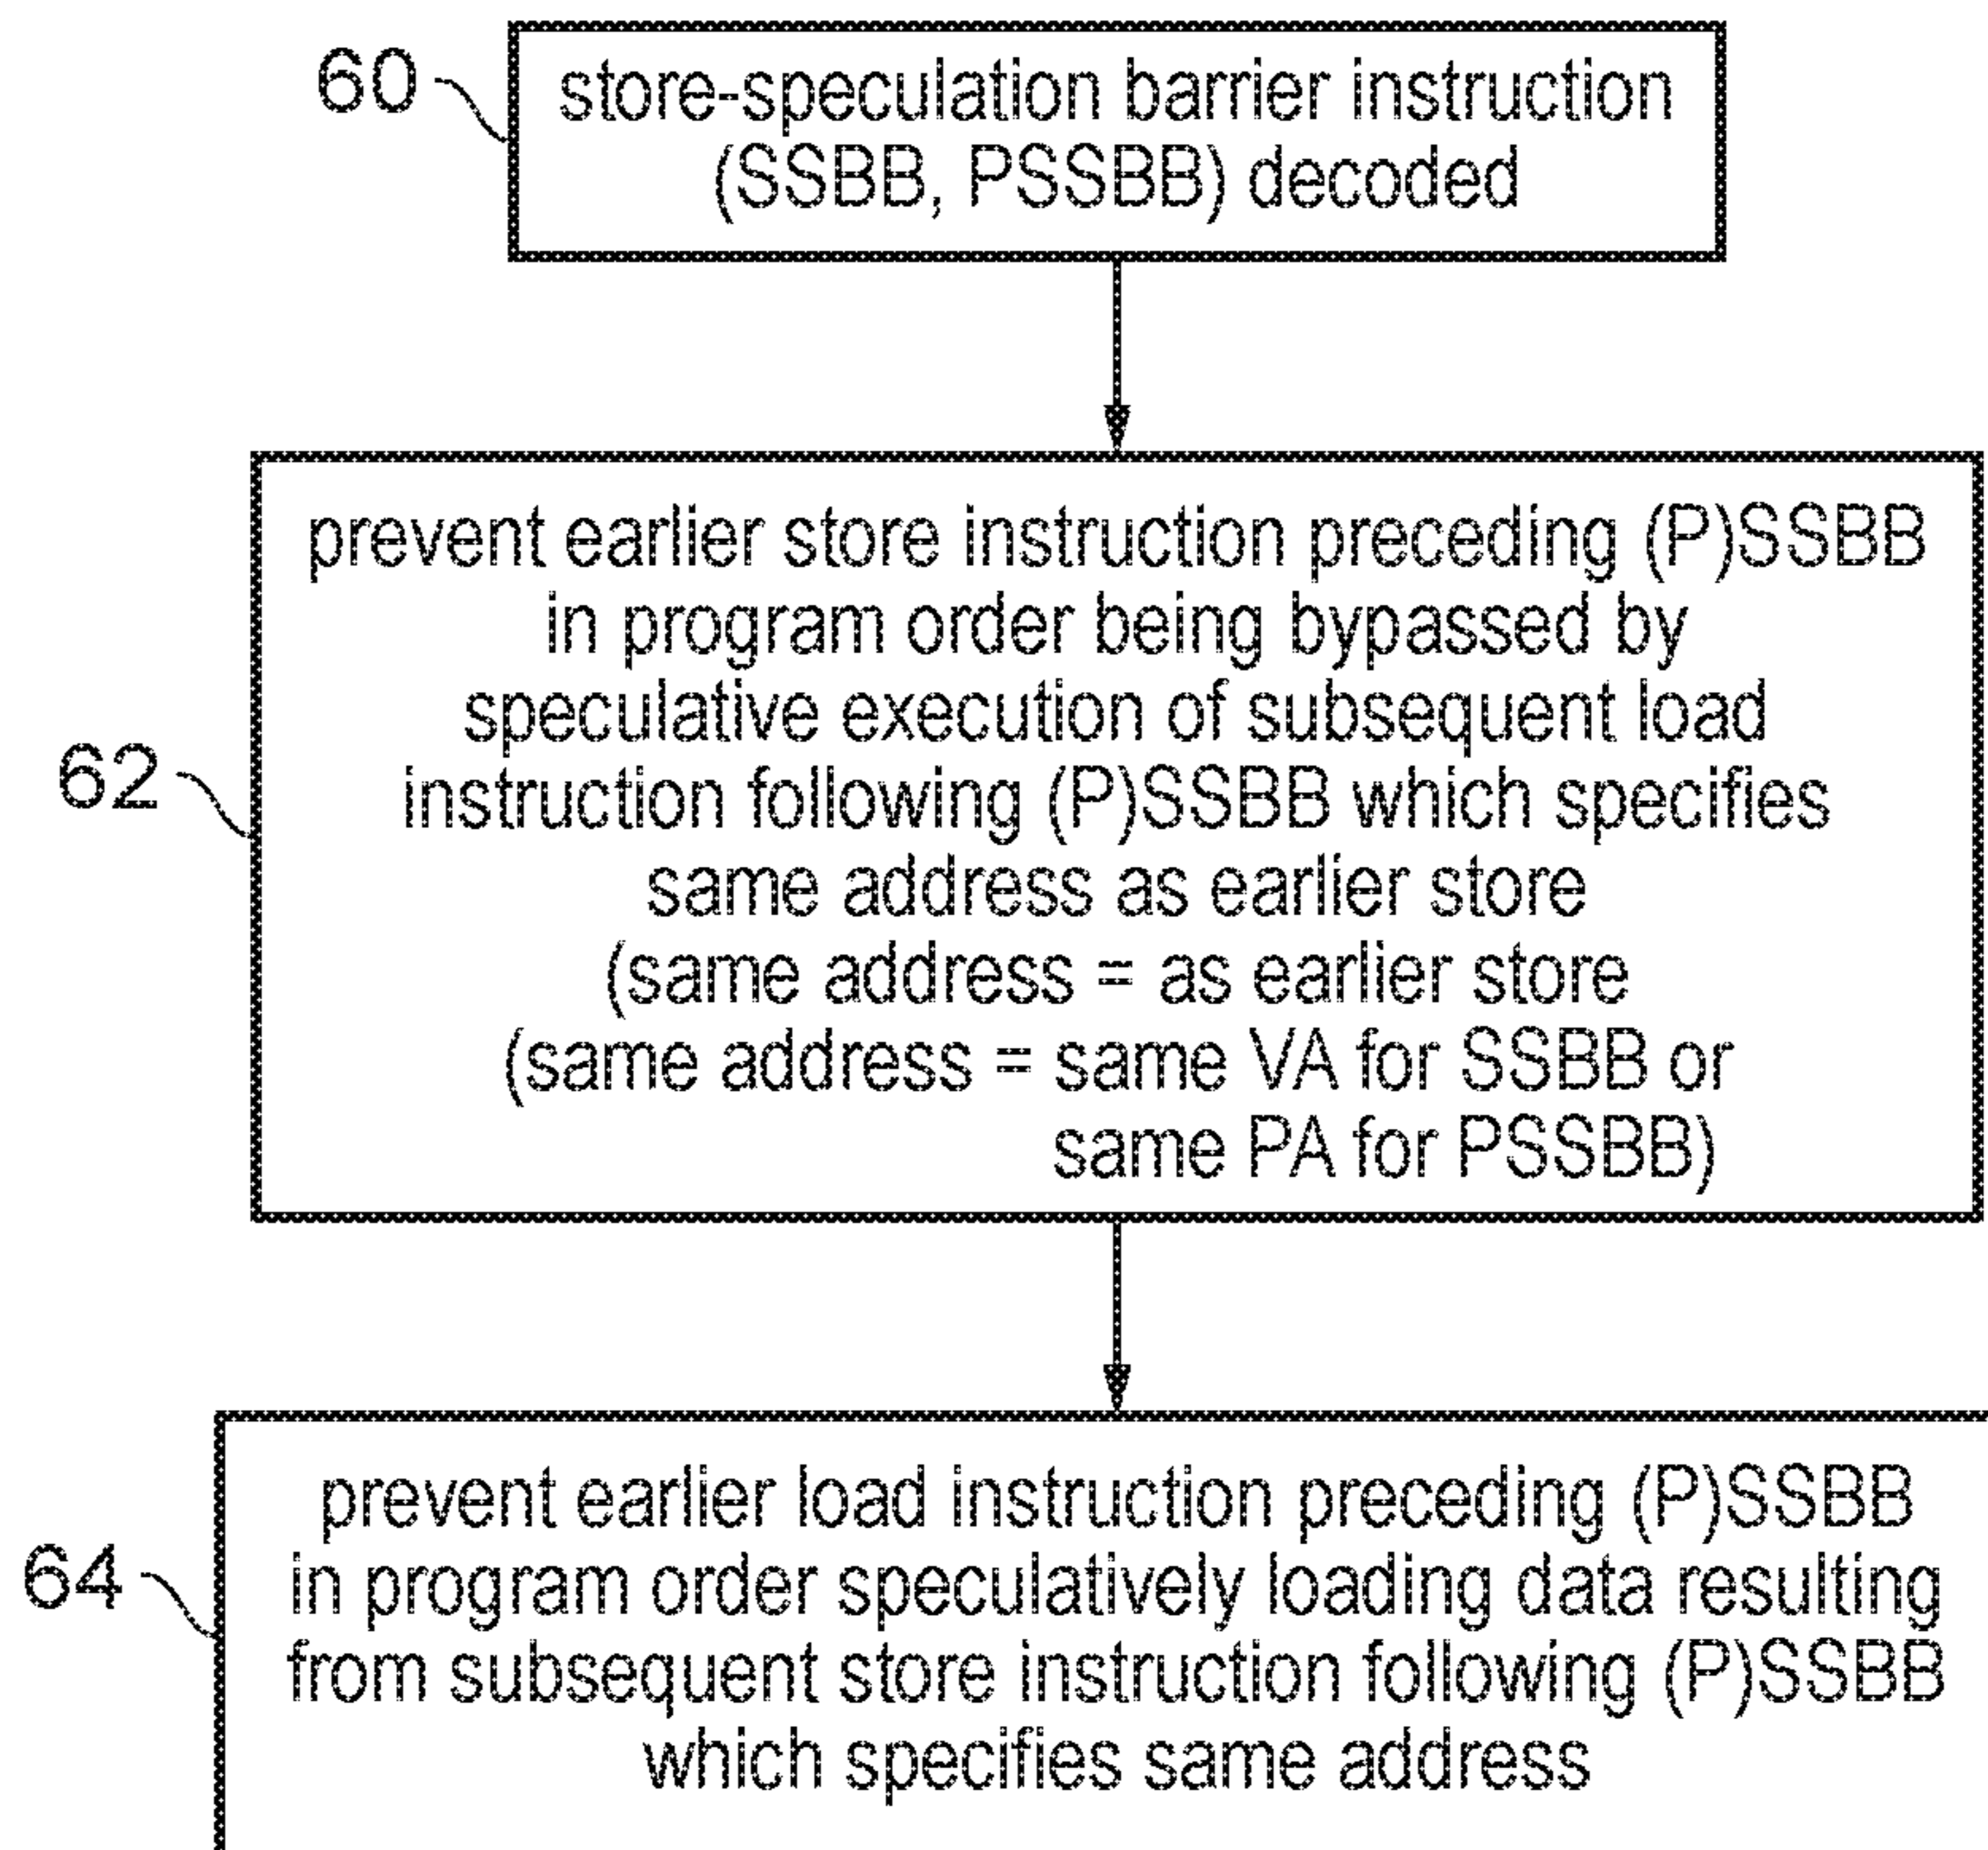 60
store-speculation barrier instruction
(SSBB, PSSBB) decoded
62
prevent earlier store instruction preceding (P)SSBB
in program order being bypassed by
speculative execution of subsequent load
instruction following (P)SSBB which specifies
same address as earlier store
(same address = as earlier store
(same address = same VA for SSBB or
same PA for PSSBB)
64
prevent earlier load instruction preceding (P)SSBB
in program order speculatively loading data resulting
from subsequent store instruction following (P)SSBB
which specifies same address